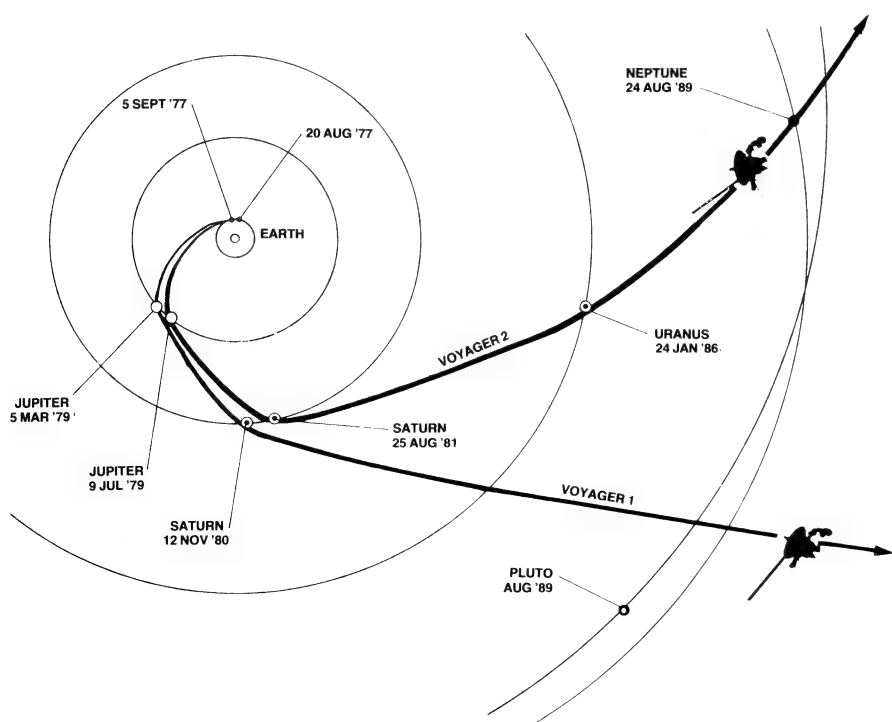 NEPTUNE
24 AUG '89
5 SEPT '77
20 AUG '77
EARTH
URANUS
24 JAN '86
VOYAGER 2
JUPITER
5 MAR '79
SATURN
25 AUG '81
JUPITER
9 JUL '79
VOYAGER 1
SATURN
12 NOV '80
PLUTO
AUG '89